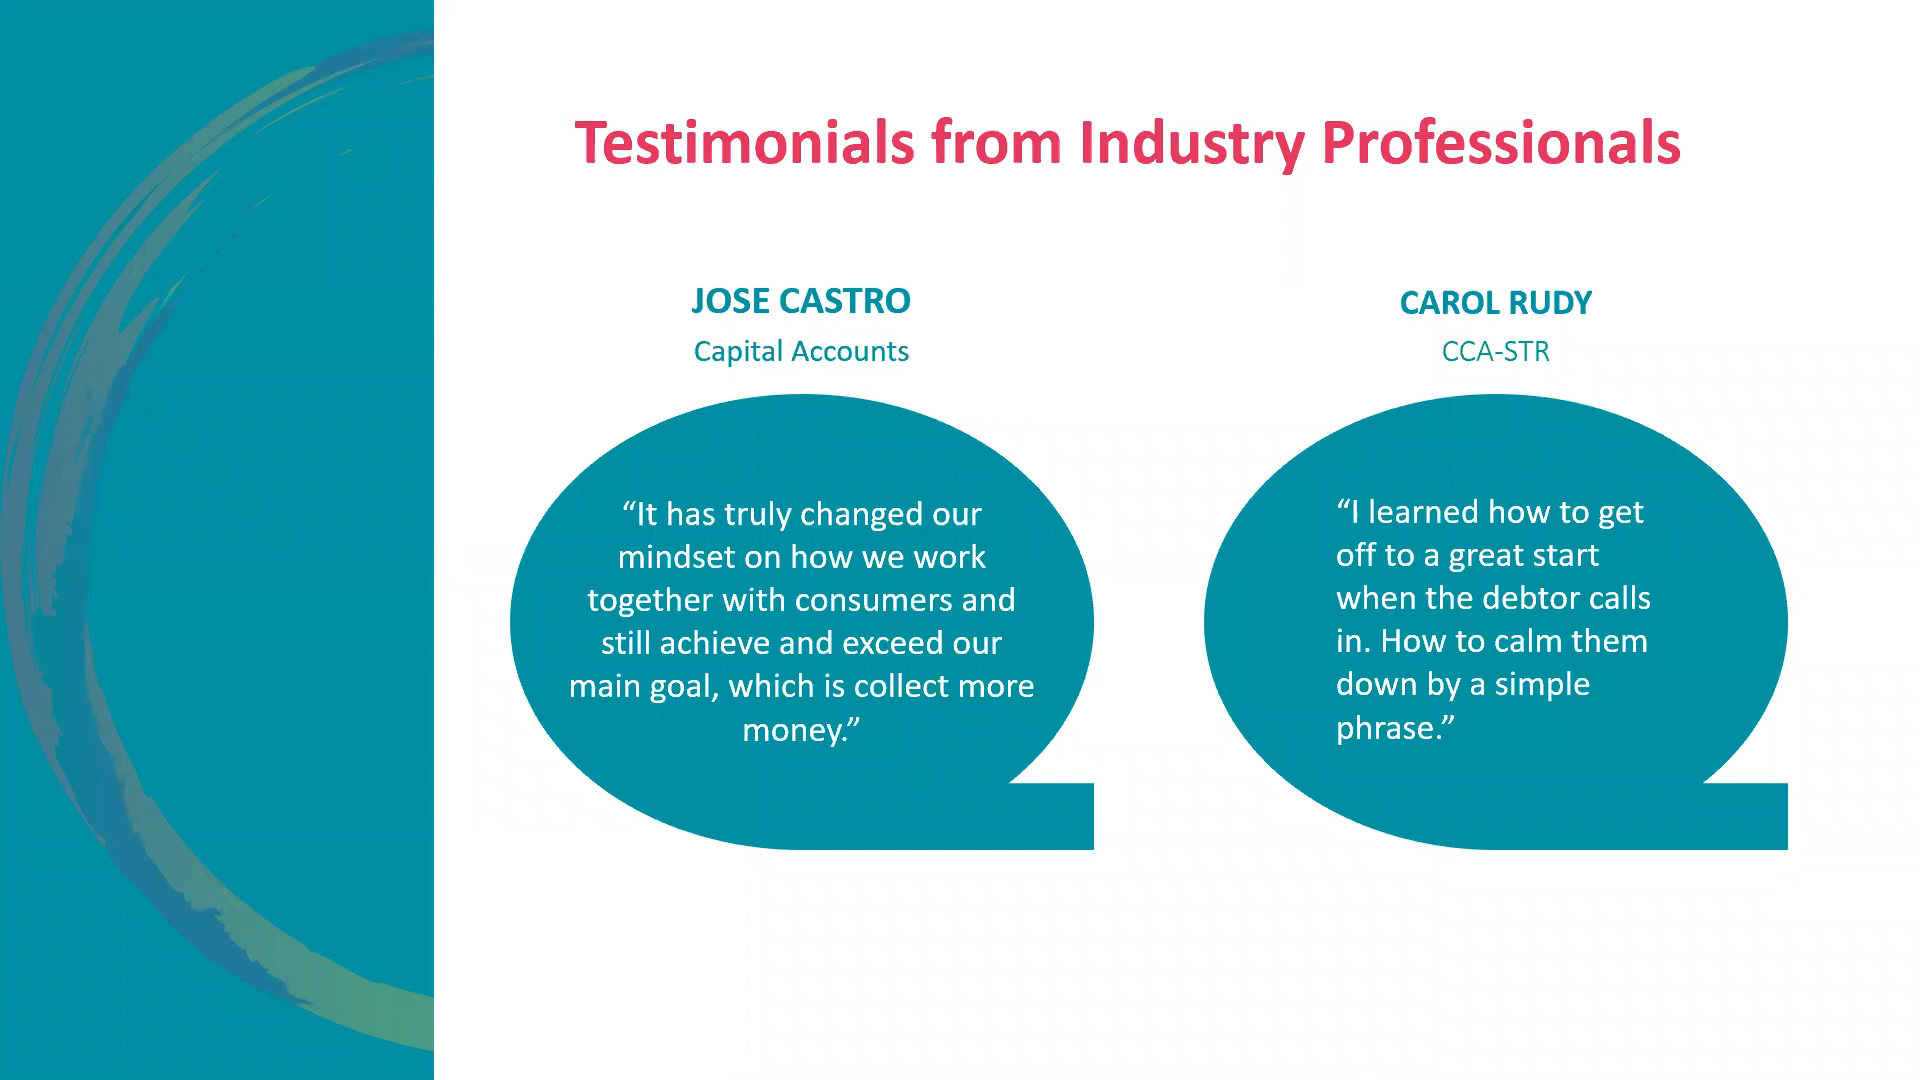 Testimonials from Industry Professionals
JOSE CASTRO
Capital Accounts
“It has truly changed our
mindset on how we work
together with consumers and
still achieve and exceed our
main goal, which is collect more
money.”
CAROL RUDY
CCA-STR
“I learned how to get
off to a great start
when the debtor calls
in. How to calm them
down by a simple
phrase.”